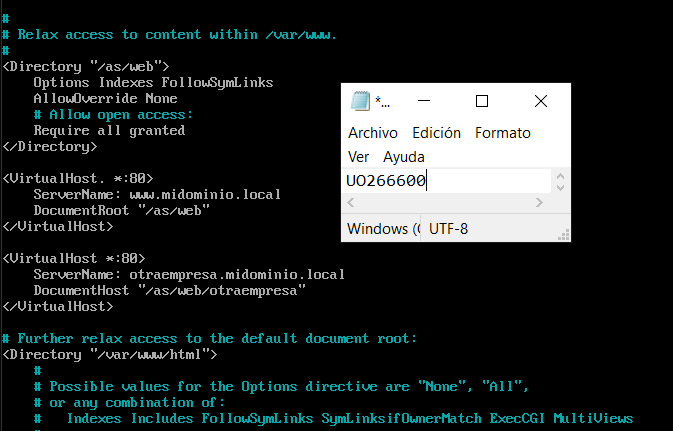 #
# Relax access to content within /var/www.
#
<Directory "/as/web">
    Options Indexes FollowSymLinks
    AllowOverride None
    # Allow open access:
    Require all granted
</Directory>
<VirtualHost. *:80>
    ServerName: www.midominio.local
    DocumentRoot "/as/web"
</VirtualHost>
<VirtualHost *:80>
    ServerName: otraempresa.midominio.local
    DocumentHost "/as/web/otraempresa"
</VirtualHost>
# Further relax access to the default document root:
<Directory "/var/www/html">
    #
    # Possible values for the Options directive are "None", "All",
    # or any combination of:
    #   Indexes Includes FollowSymLinks SymLinksifOwnerMatch ExecCGI MultiViews
*...
Archivo Edición Formato
Ver Ayuda
UO266600
Windows (C UTF-8